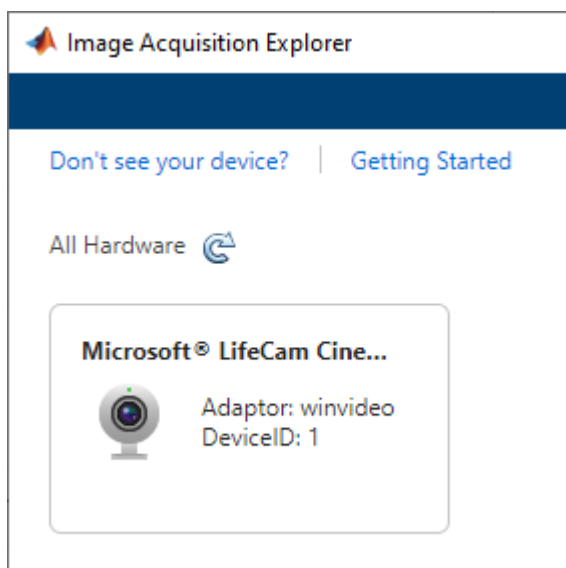 Image Acquisition Explorer
Don't see your device? Getting Started
All Hardware
Microsoft® LifeCam Cine...
Adaptor: winvideo
DeviceID: 1